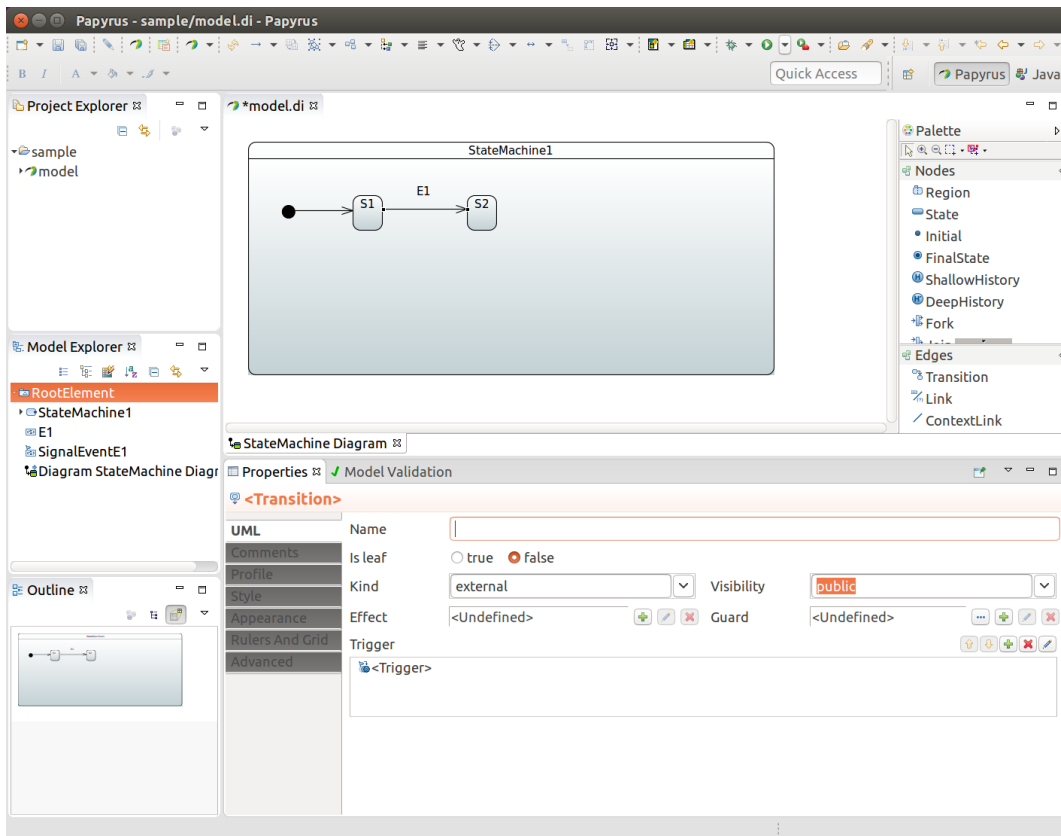 Papyrus - sample/model.di - Papyrus
B I A
Quick Access
Papyrus
Java
Project Explorer
sample
model
*model.di
StateMachine1
S1
E1
S2
Palette
Nodes
Region
State
Initial
FinalState
ShallowHistory
DeepHistory
Fork
Edges
Transition
Link
ContextLink
Model Explorer
RootElement
StateMachine1
E1
SignalEventE1
Diagram StateMachine Diagr
StateMachine Diagram
Properties
Model Validation
<Transition>
UML
Comments
Profile
Style
Appearance
Rulers And Grid
Advanced
Name
Is leaf
true
false
Kind
external
Visibility
public
Effect
<Undefined>
Guard
<Undefined>
Trigger
<Trigger>
Outline